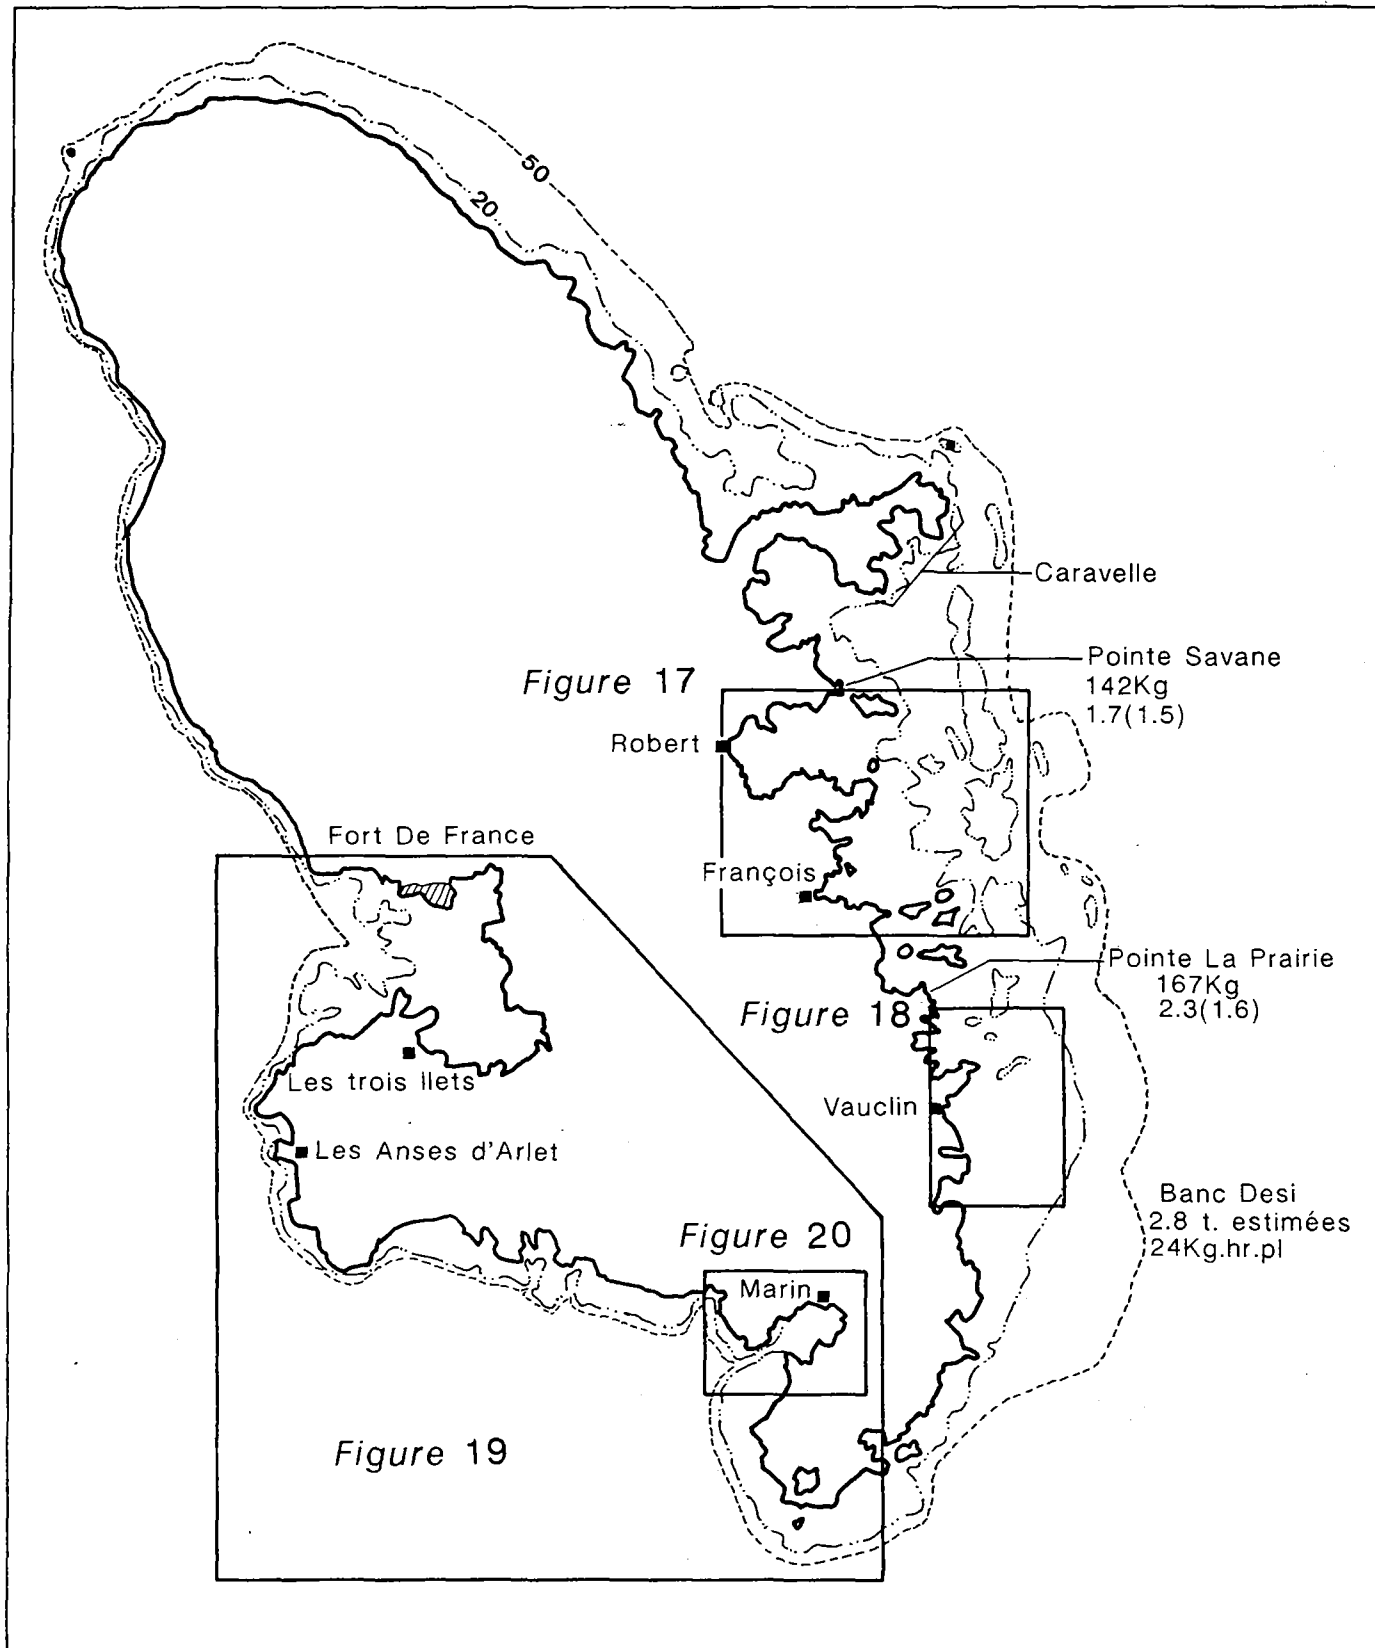 50
20
Caravelle
Pointe Savane
142Kg
1.7(1.5)
Figure 17
Robert
Fort De France
François
Pointe La Prairie
167Kg
2.3(1.6)
Figure 18
Les trois Ilets
Vauclin
Les Anses d'Arlet
Banc Desi
2.8 t. estimées
24Kg.hr.pl
Figure 20
Marin
Figure 19